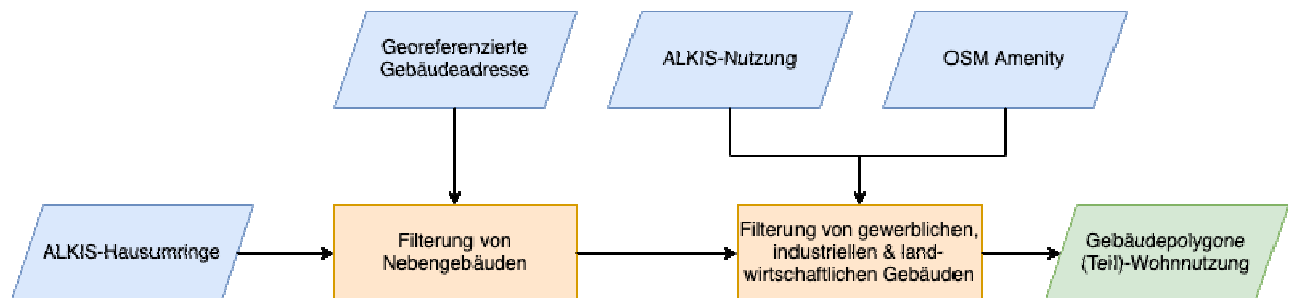 Georeferenzierte
Gebäudeadresse
ALKIS-Nutzung
OSM Amenity
ALKIS-Hausumringe
Filterung von
Nebengebäuden
Filterung von gewerblichen,
industriellen & land-
wirtschaftlichen Gebäuden
Gebäudepolygone
(Teil)-Wohnnutzung